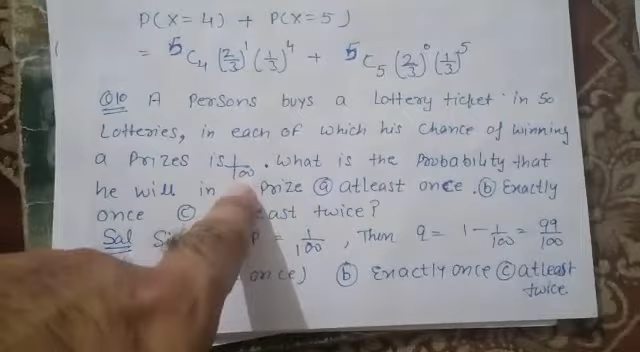 P(X=4) + P(X=5)
= ⁵C₄ (2/3)¹ (1/3)⁴ + ⁵C₅ (2/3)⁰ (1/3)⁵
Q10 A Persons buys a Lottery ticket in 50
Lotteries, in each of which his chance of winning
a Prizes is 1/100. What is the Probability that
he will in Prize (a) atleast once. (b) Exactly
once (c) east twice?
Sol P = 1/100, Then q = 1 - 1/100 = 99/100
once) (b) Exactly once (c) atleast
twice